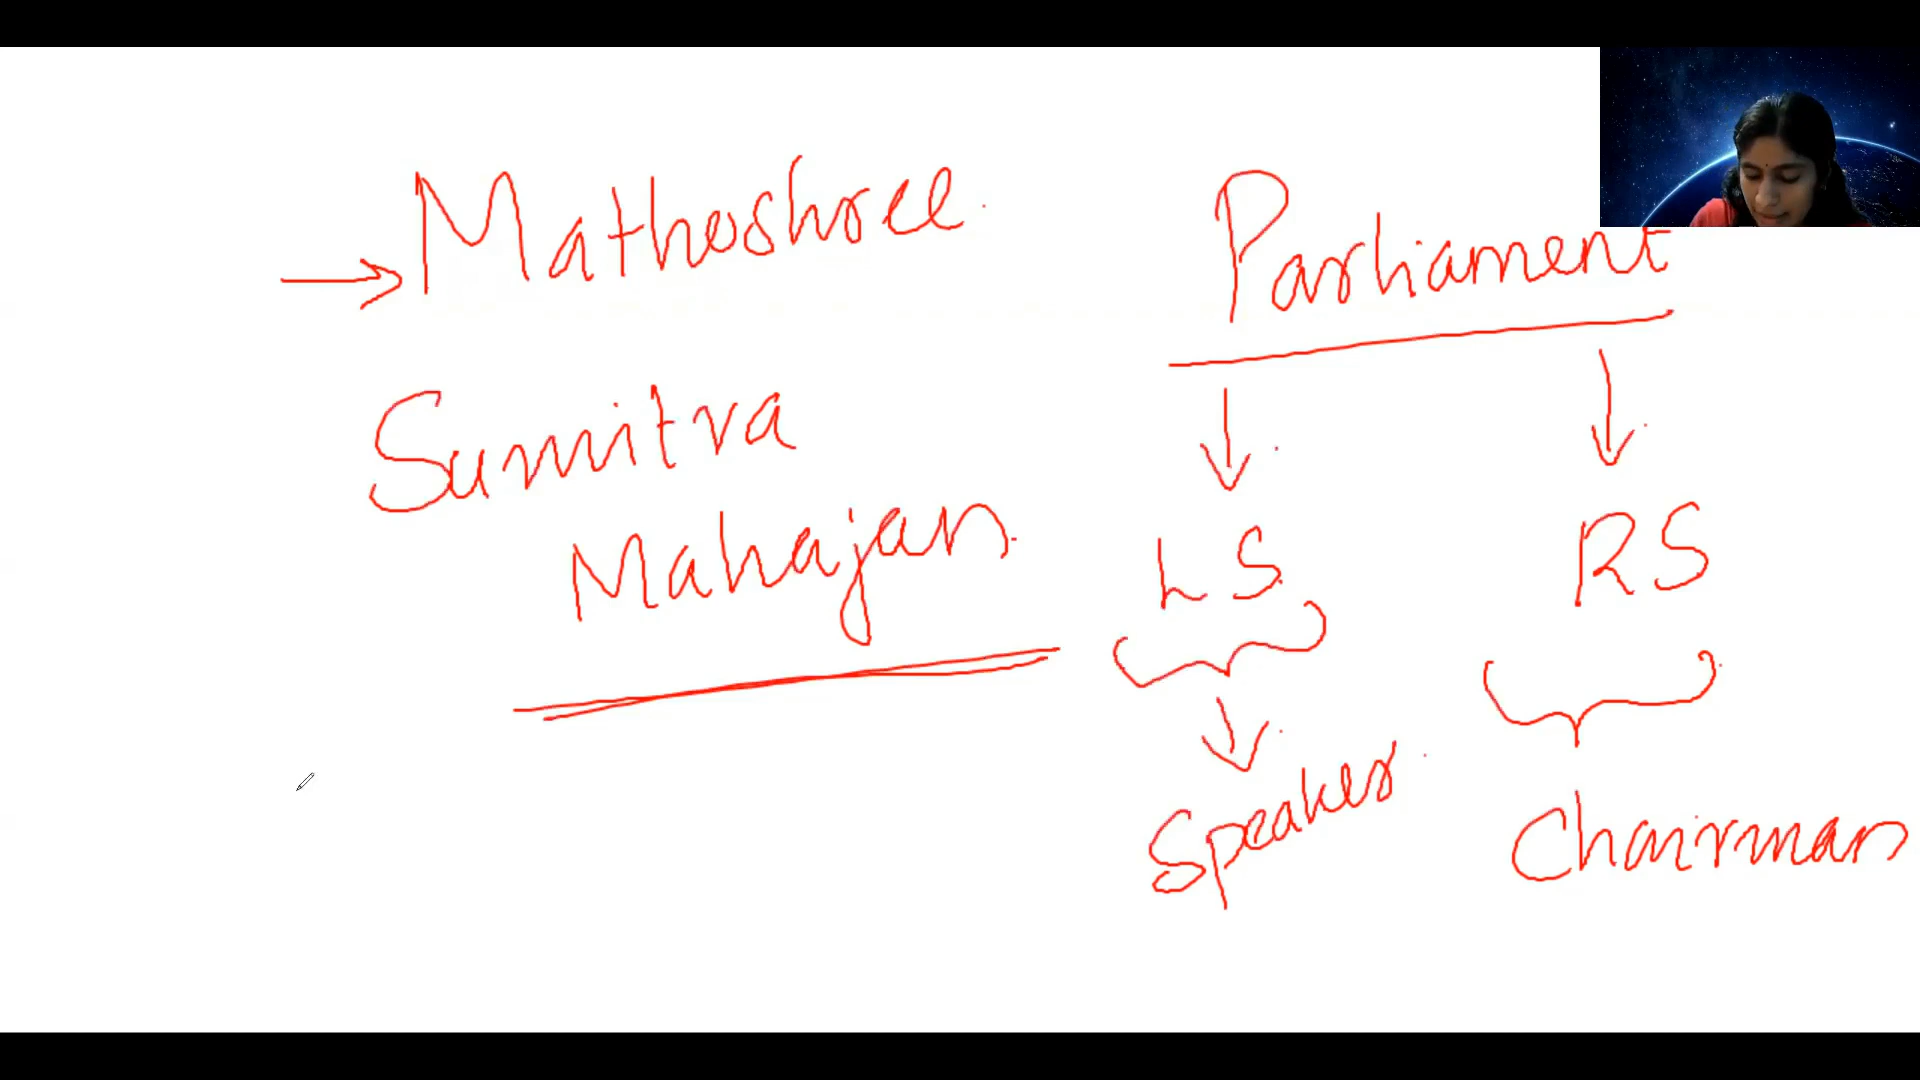 Mathoshree
Sumitra
Mahajan
Parliament
LS
RS
Speaker
Chairman